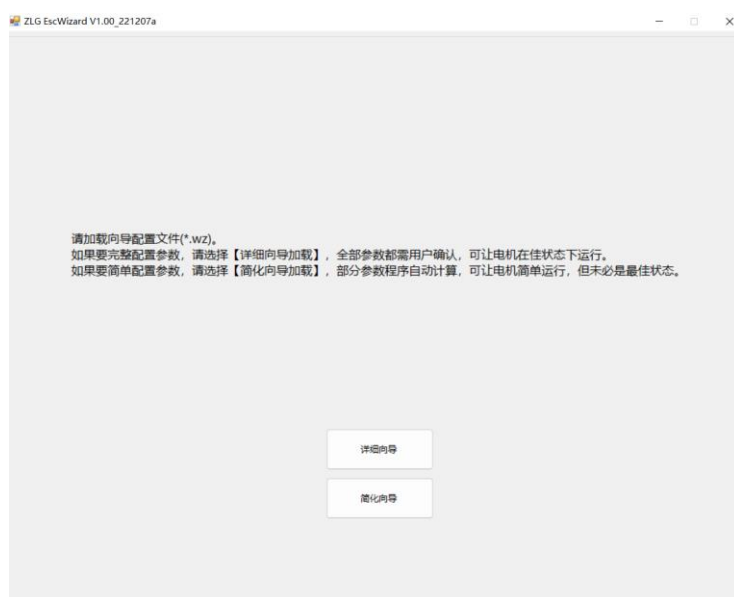 ZLG EscWizard V1.00_221207a
请加载向导配置文件(*.wz)。
如果要完整配置参数，请选择【详细向导加载】，全部参数都需用户确认，可让电机在佳状态下运行。
如果要简单配置参数，请选择【简化向导加载】，部分参数程序自动计算，可让电机简单运行，但未必是最佳状态。
详细向导
简化向导